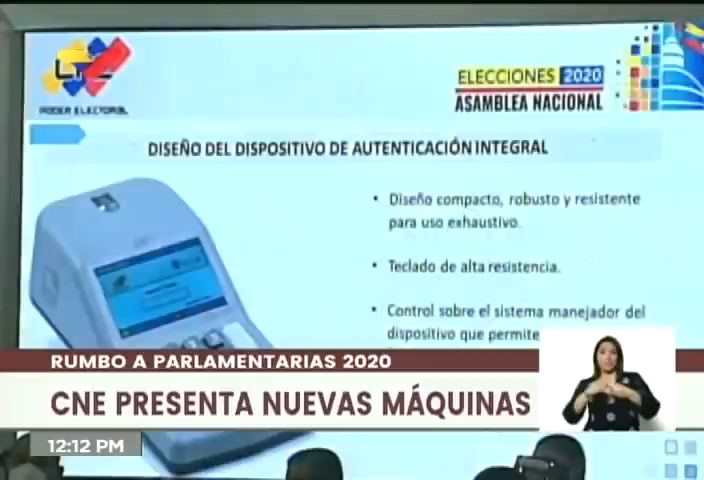 CNE
PODER ELECTORAL
ELECCIONES 2020
ASAMBLEA NACIONAL
DISEÑO DEL DISPOSITIVO DE AUTENTICACIÓN INTEGRAL
• Diseño compacto, robusto y resistente
para uso exhaustivo.
• Teclado de alta resistencia.
• Control sobre el sistema manejador del
dispositivo que permite
RUMBO A PARLAMENTARIAS 2020
CNE PRESENTA NUEVAS MÁQUINAS
12:12 PM